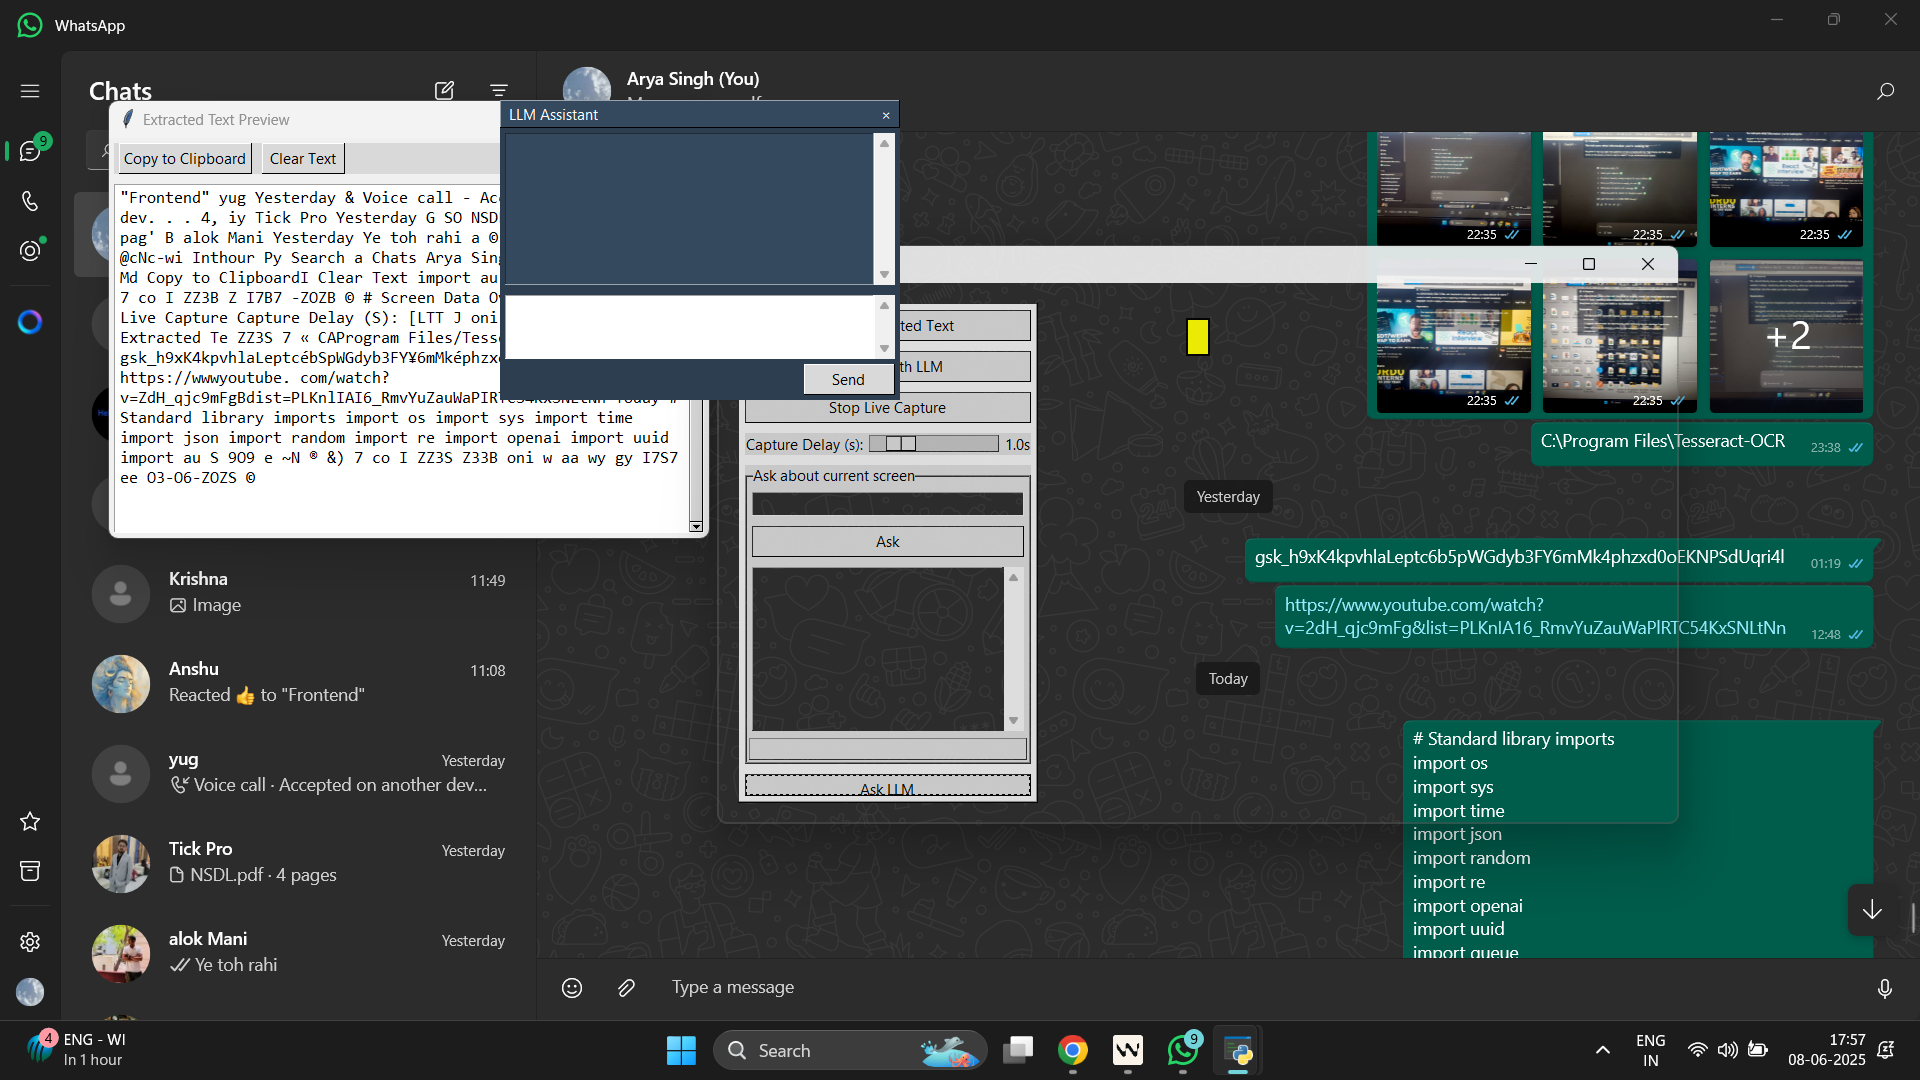 WhatsApp
Chats
9
Arya Singh (You)
Extracted Text Preview
Copy to Clipboard
Clear Text
"Frontend" yug Yesterday & Voice call - Ac
dev. . . 4, iy Tick Pro Yesterday G SO NSD
pag' B alok Mani Yesterday Ye toh rahi a ©
@cNc-wi Inthour Py Search a Chats Arya Sin
Md Copy to ClipboardI Clear Text import au
7 co I ZZ3B Z I7B7 -ZOZB © # Screen Data O
Live Capture Capture Delay (S): [LTT J oni
Extracted Te ZZ3S 7 « CAProgram Files/Tess
gsk_h9xK4kpvhlaLeptcébSpWGdyb3FY¥6mMképhzx
https://wwwyoutube. com/watch?
v=ZdH_qjc9mFgBdist=PLKnlIAI6_RmvYuZauWaPIR
Standard library imports import os import sys import time
import json import random import re import openai import uuid
import au S 9O9 e ~N ® &) 7 co I ZZ3S Z33B oni w aa wy gy I7S7
ee O3-O6-ZOZS ©
LLM Assistant
×
Send
ted Text
th LLM
Stop Live Capture
Capture Delay (s):
1.0s
Ask about current screen
Ask
Ask LLM
22:35
22:35
22:35
22:35
22:35
+2
C:\Program Files\Tesseract-OCR
23:38
Yesterday
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
01:19
https://www.youtube.com/watch?
v=2dH_qjc9mFg&list=PLKnIA16_RmvYuZauWaPlRTC54KxSNLtNn
12:48
Today
# Standard library imports
import os
import sys
import time
import json
import random
import re
import openai
import uuid
import queue
Krishna
11:49
Image
Anshu
11:08
Reacted 👍 to "Frontend"
yug
Yesterday
Voice call · Accepted on another dev...
Tick Pro
Yesterday
NSDL.pdf · 4 pages
alok Mani
Yesterday
Ye toh rahi
Type a message
4
ENG - WI
In 1 hour
Search
9
ENG
IN
17:57
08-06-2025